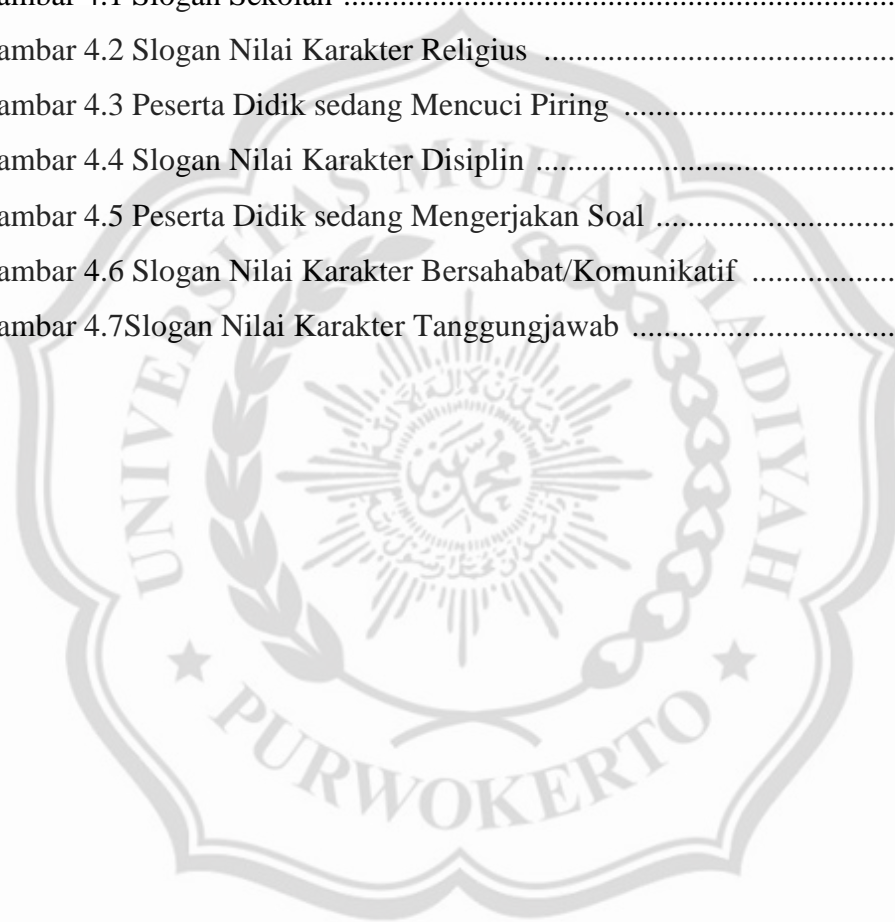 ambar 4.1 Slogan Sekolah ....................................................................
ambar 4.2 Slogan Nilai Karakter Religius ............................................
ambar 4.3 Peserta Didik sedang Mencuci Piring ..................................
ambar 4.4 Slogan Nilai Karakter Disiplin .............................................
ambar 4.5 Peserta Didik sedang Mengerjakan Soal ..............................
ambar 4.6 Slogan Nilai Karakter Bersahabat/Komunikatif ..................
ambar 4.7Slogan Nilai Karakter Tanggungjawab .................................
UNIVERSITAS MUHAMMADIYAH
PURWOKERTO